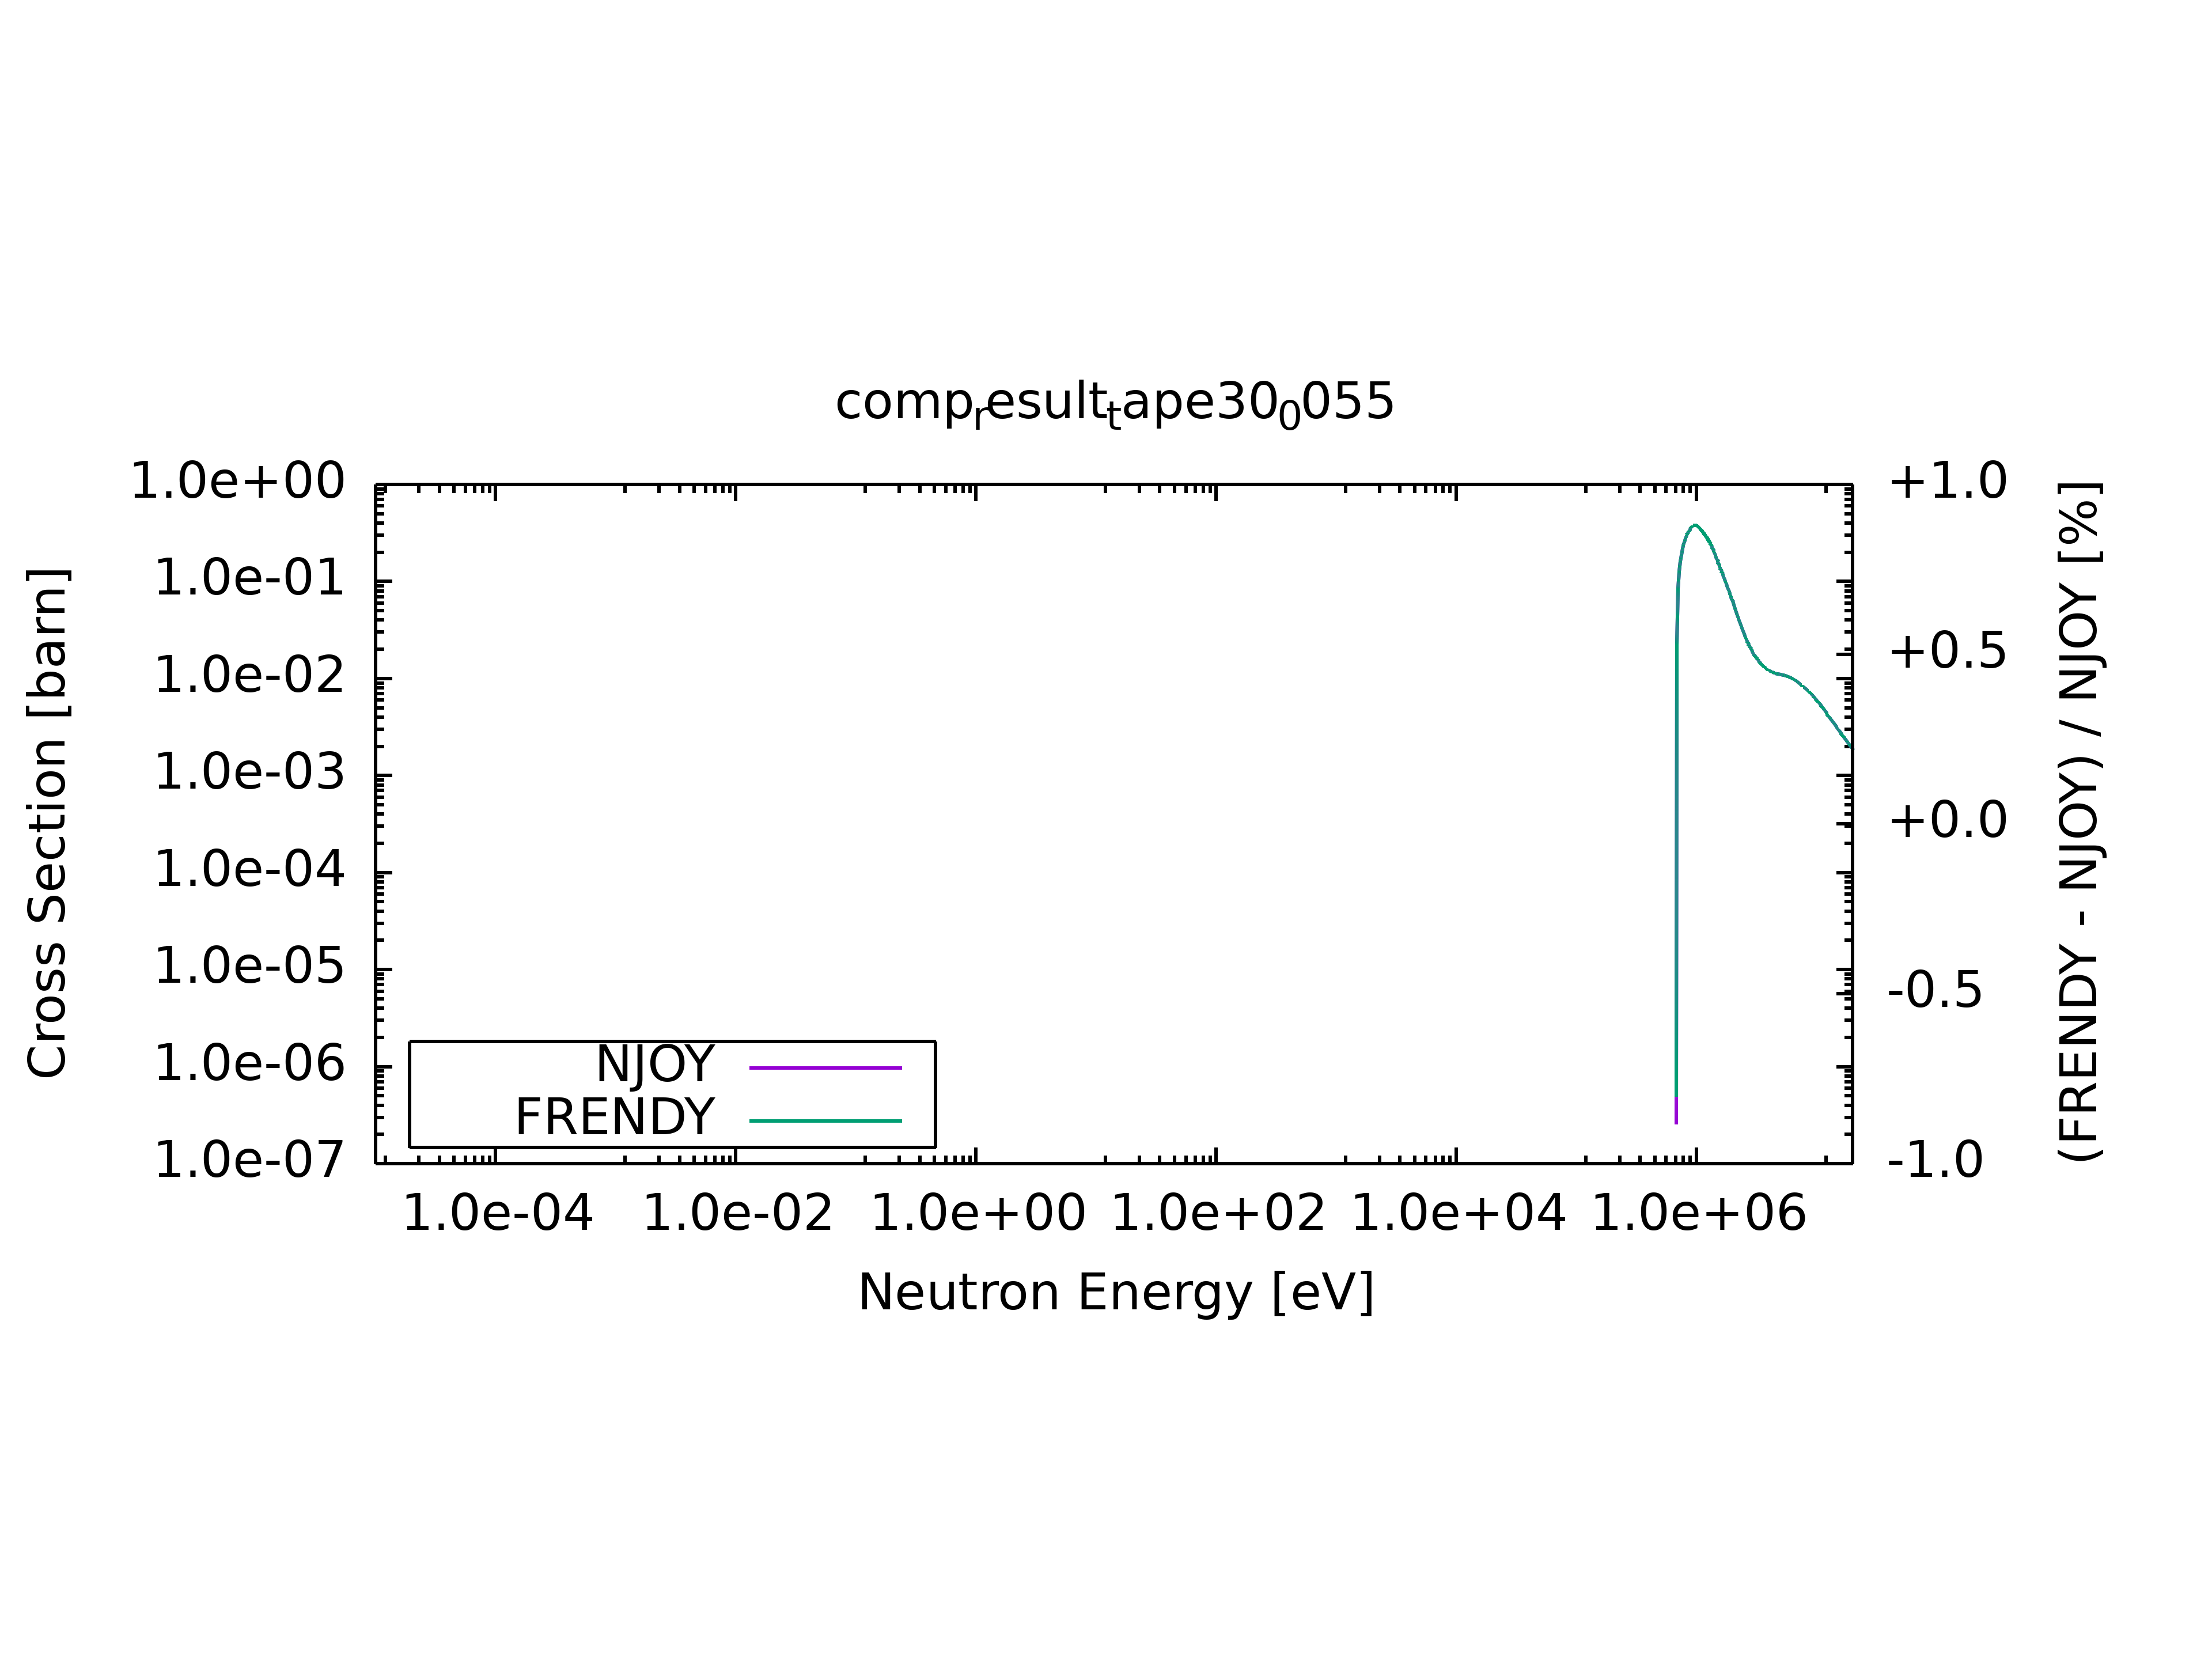 comp_resultₜape30₀055
1.0e+00
1.0e-01
1.0e-02
1.0e-03
1.0e-04
1.0e-05
1.0e-06
1.0e-07
Cross Section [barn]
+1.0
+0.5
+0.0
-0.5
-1.0
(FRENDY - NJOY) / NJOY [%]
NJOY
FRENDY
1.0e-04 1.0e-02 1.0e+00 1.0e+02 1.0e+04 1.0e+06
Neutron Energy [eV]